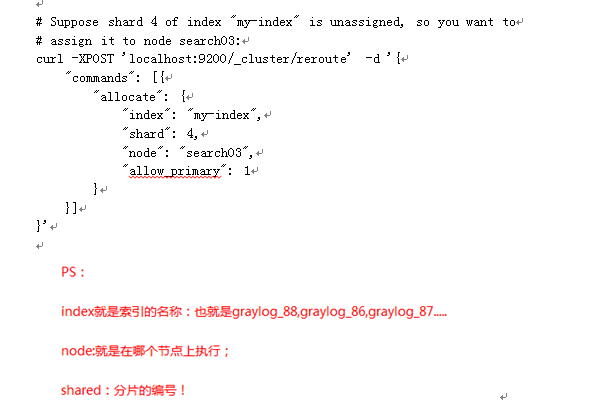 # Suppose shard 4 of index "my-index" is unassigned, so you want to
# assign it to node search03:
curl -XPOST 'localhost:9200/_cluster/reroute' -d '{
"commands": [{
"allocate": {
"index": "my-index",
"shard": 4,
"node": "search03",
"allow_primary": 1
}
}]
}'
PS：
index就是索引的名称：也就是graylog_88,graylog_86,graylog_87.....
node:就是在哪个节点上执行；
shared：分片的编号！